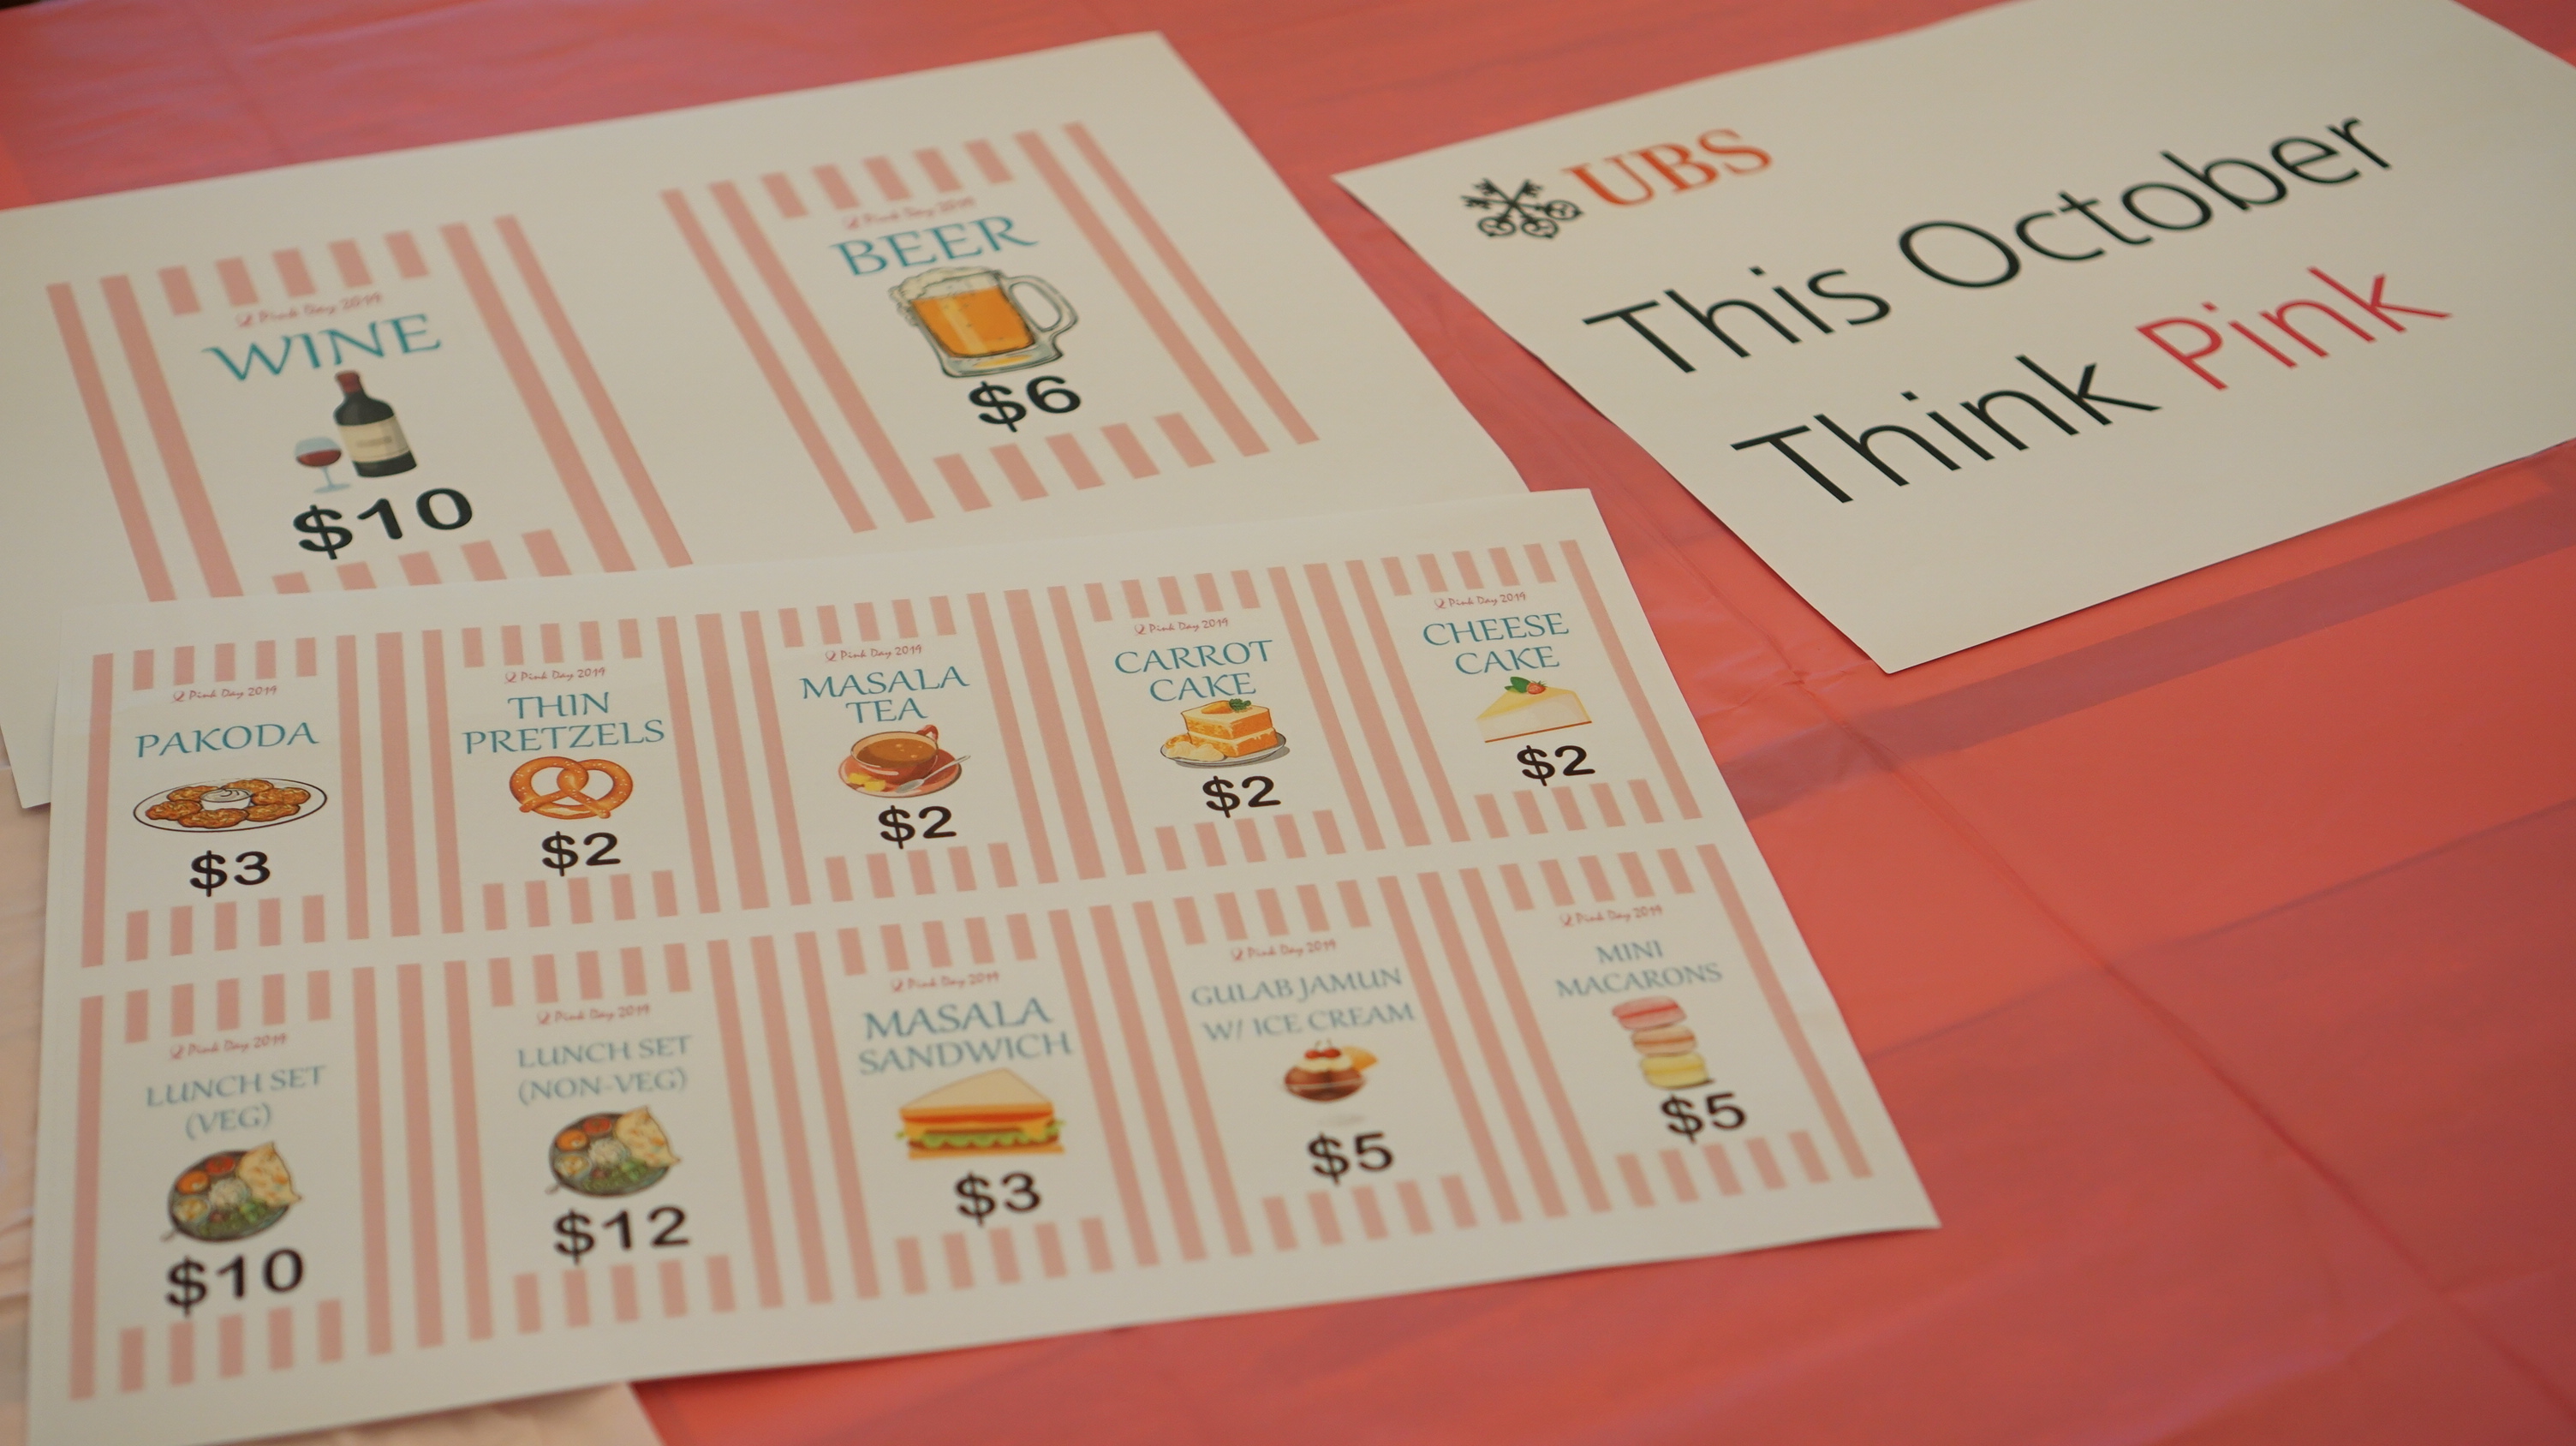 Pink Day 2019
WINE
$10
Pink Day 2019
BEER
$6
UBS
This October
Think Pink
Pink Day 2019
PAKODA
$3
Pink Day 2019
THIN
PRETZELS
$2
Pink Day 2019
MASALA
TEA
$2
Pink Day 2019
CARROT
CAKE
$2
Pink Day 2019
CHEESE
CAKE
$2
Pink Day 2019
LUNCH SET
(VEG)
$10
Pink Day 2019
LUNCH SET
(NON-VEG)
$12
Pink Day 2019
MASALA
SANDWICH
$3
Pink Day 2019
GULAB JAMUN
W/ ICE CREAM
$5
Pink Day 2019
MINI
MACARONS
$5